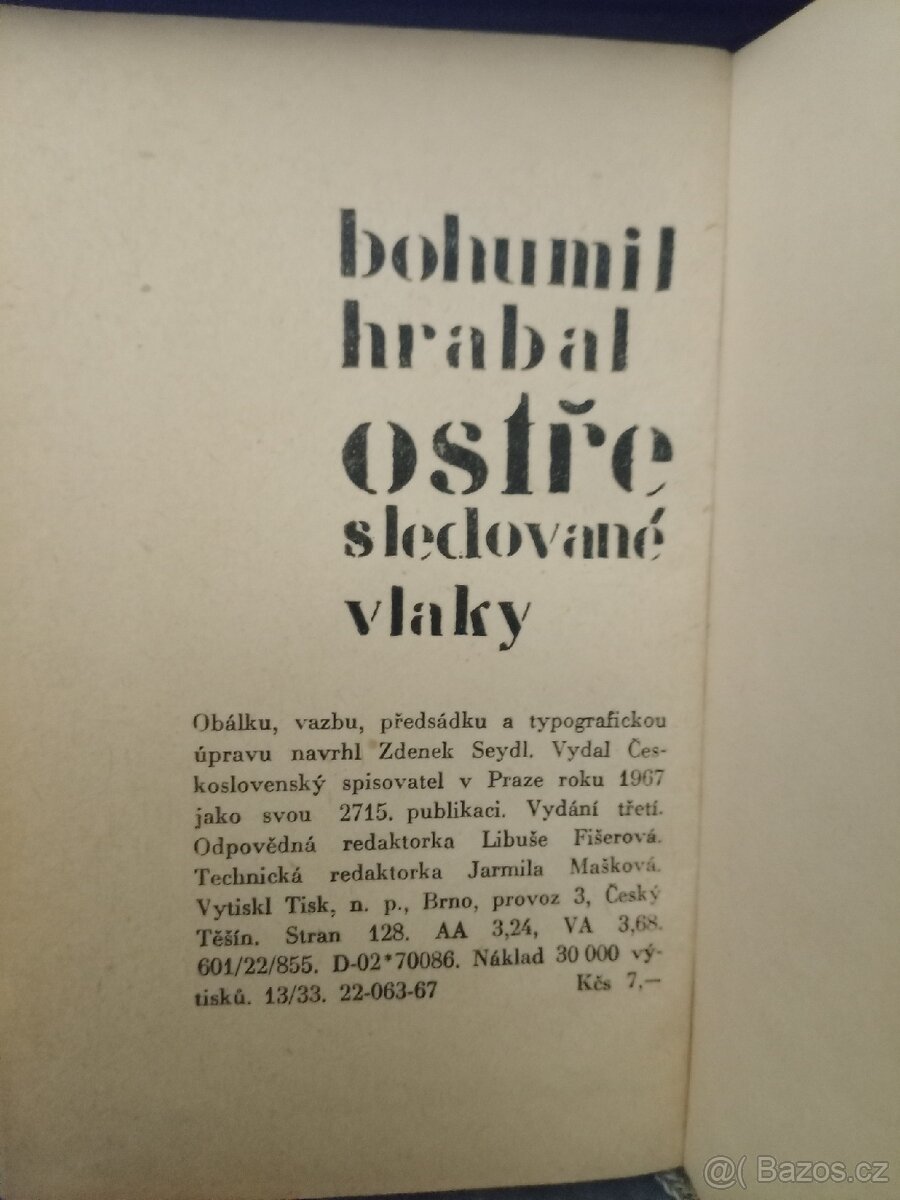 bohumil
hrabal
ostře
sledované
vlaky
Obálku, vazbu, předsádku a typografickou
úpravu navrhl Zdenek Seydl. Vydal Čes-
koslovenský spisovatel v Praze roku 1967
jako svou 2715. publikaci. Vydání třetí.
Odpovědná redaktorka Libuše Fišerová.
Technická redaktorka Jarmila Mašková.
Vytiskl Tisk, n. p., Brno, provoz 3, Český
Těšín. Stran 128. AA 3,24, VA 3,68.
601/22/855. D-02*70086. Náklad 30 000 vý-
tisků. 13/33. 22-063-67 Kčs 7,—
@( Bazos.cz